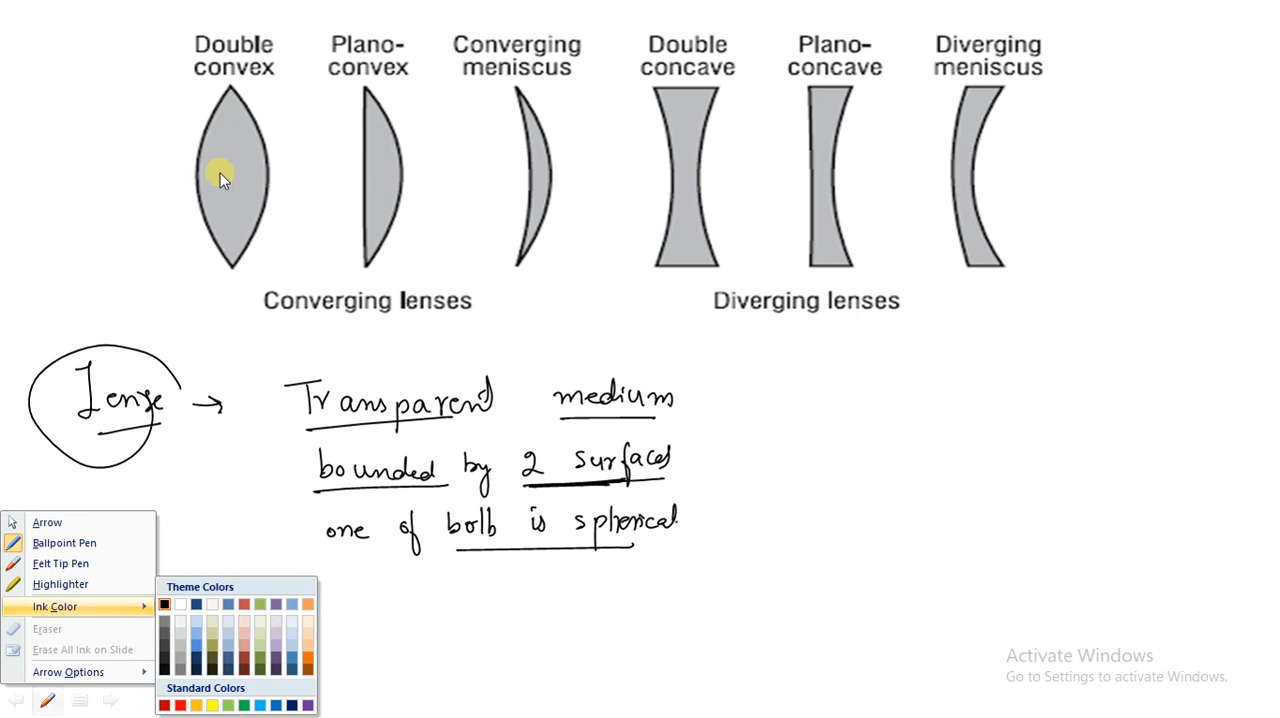 Double Plano- Converging Double Plano- Diverging
convex convex meniscus concave concave meniscus
Converging lenses Diverging lenses
Lense → Transparent medium
bounded by 2 surfaces
one of both is spherical
Arrow
Ballpoint Pen
Felt Tip Pen
Highlighter
Ink Color
Eraser
Erase All Ink on Slide
Arrow Options
Theme Colors
Standard Colors
Activate Windows
Go to Settings to activate Windows.